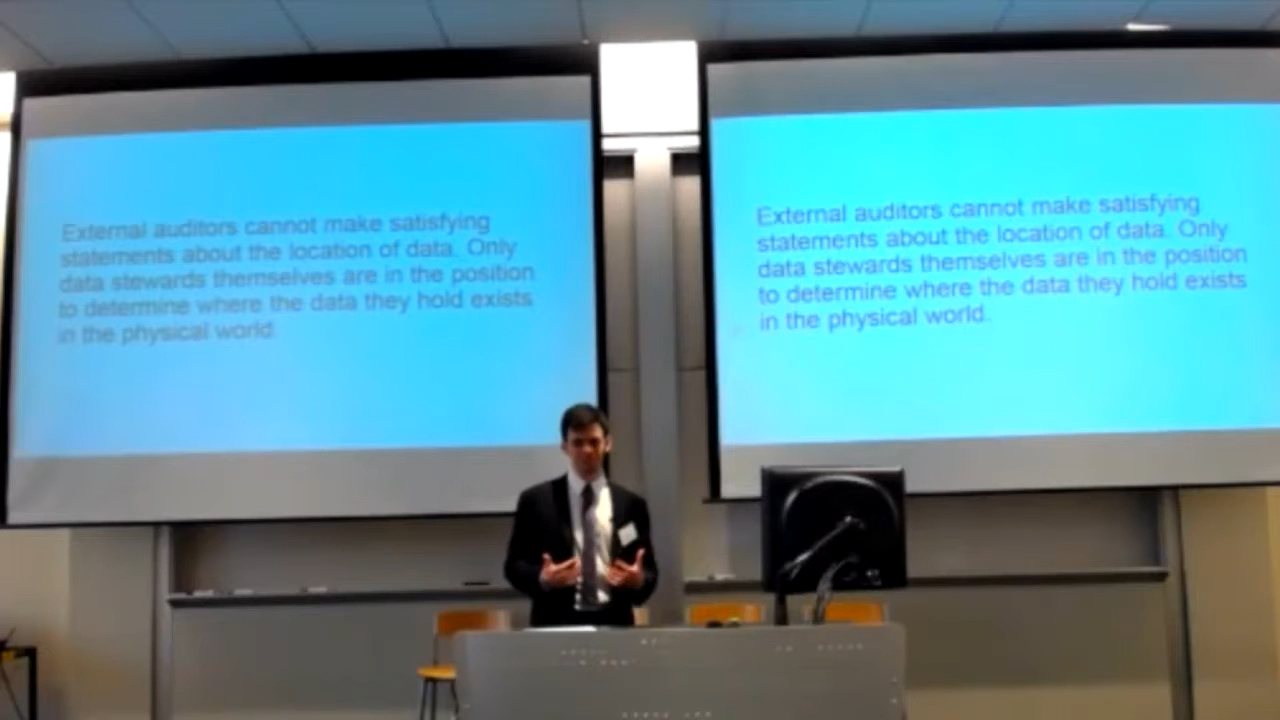 External auditors cannot make satisfying
statements about the location of data. Only
data stewards themselves are in the position
to determine where the data they hold exists
in the physical world.
External auditors cannot make satisfying
statements about the location of data. Only
data stewards themselves are in the position
to determine where the data they hold exists
in the physical world.